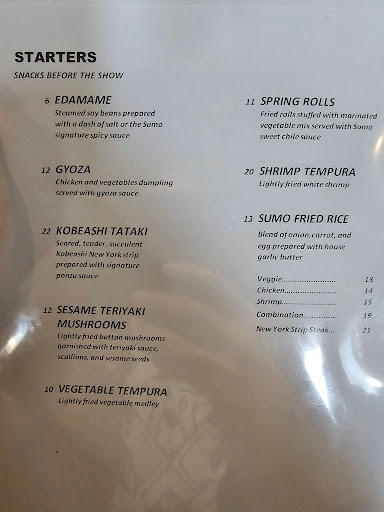 STARTERS
SNACKS BEFORE THE SHOW
6 EDAMAME
Steamed soy beans prepared
with a dash of salt or the Sumo
signature spicy sauce
12 GYOZA
Chicken and vegetables dumpling
served with gyoza sauce
22 KOBEASHI TATAKI
Seared, tender, succulent
Kobeashi New York strip
prepared with signature
ponzu sauce
12 SESAME TERIYAKI
MUSHROOMS
Lightly fried button mushrooms
garnished with teriyaki sauce,
scallions, and sesame seeds
10 VEGETABLE TEMPURA
Lightly fried vegetable medley
11 SPRING ROLLS
Fried rolls stuffed with marinated
vegetable mix served with Sumo
sweet chile sauce
20 SHRIMP TEMPURA
Lightly fried white shrimp
13 SUMO FRIED RICE
Blend of onion, carrot, and
egg prepared with house
garlic butter
Veggie........................ 13
Chicken....................... 14
Shrimp........................ 15
Combination................ 19
New York Strip Steak... 21